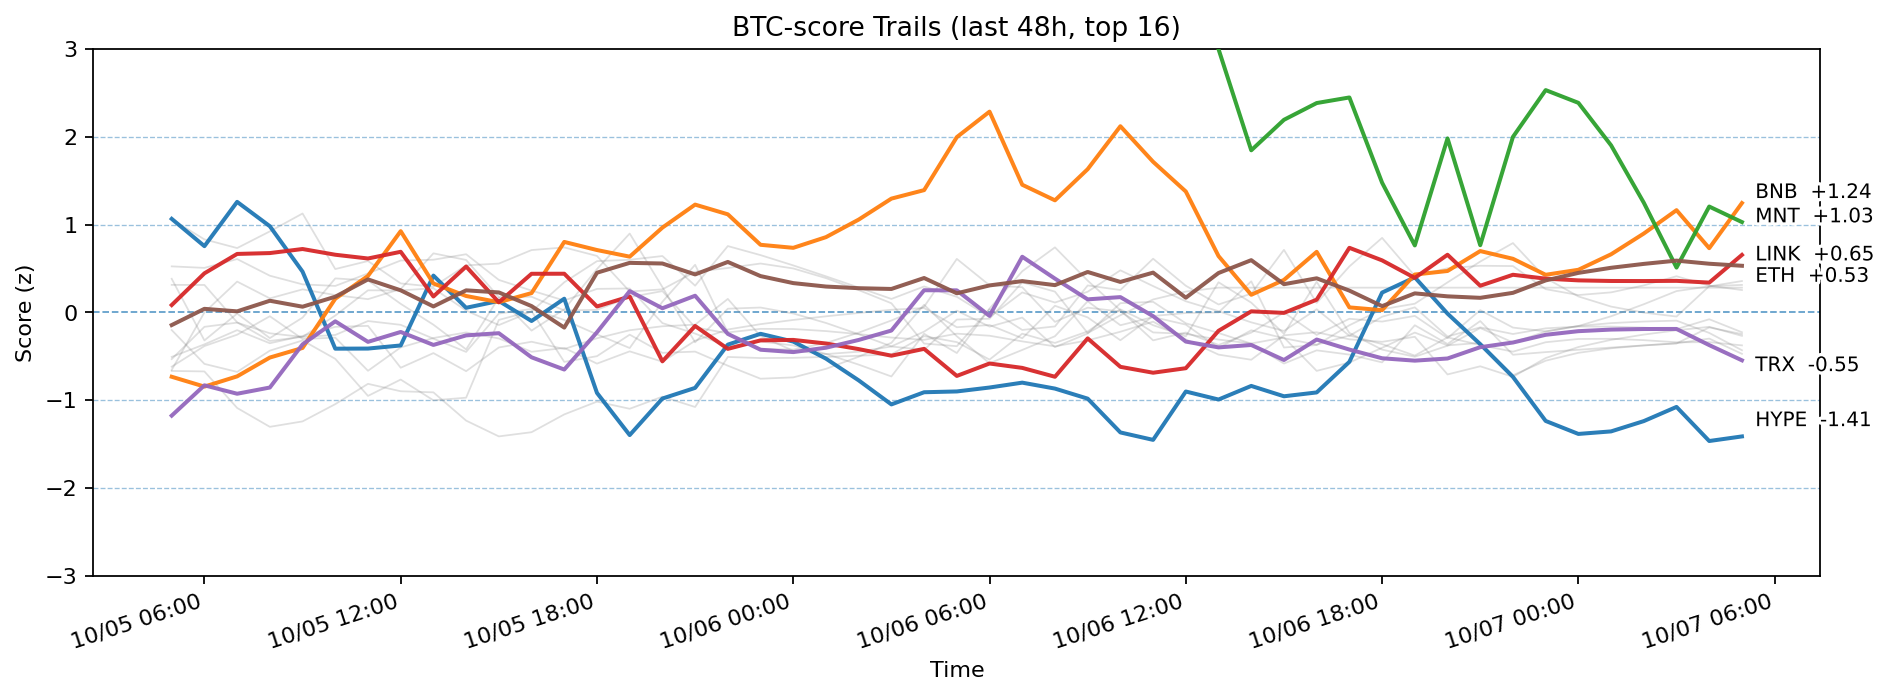 BTC-score Trails (last 48h, top 16)
Score (z)
3
2
1
0
−1
−2
−3
BNB +1.24
MNT +1.03
LINK +0.65
ETH +0.53
TRX -0.55
HYPE -1.41
10/05 06:00
10/05 12:00
10/05 18:00
10/06 00:00
10/06 06:00
10/06 12:00
10/06 18:00
10/07 00:00
10/07 06:00
Time